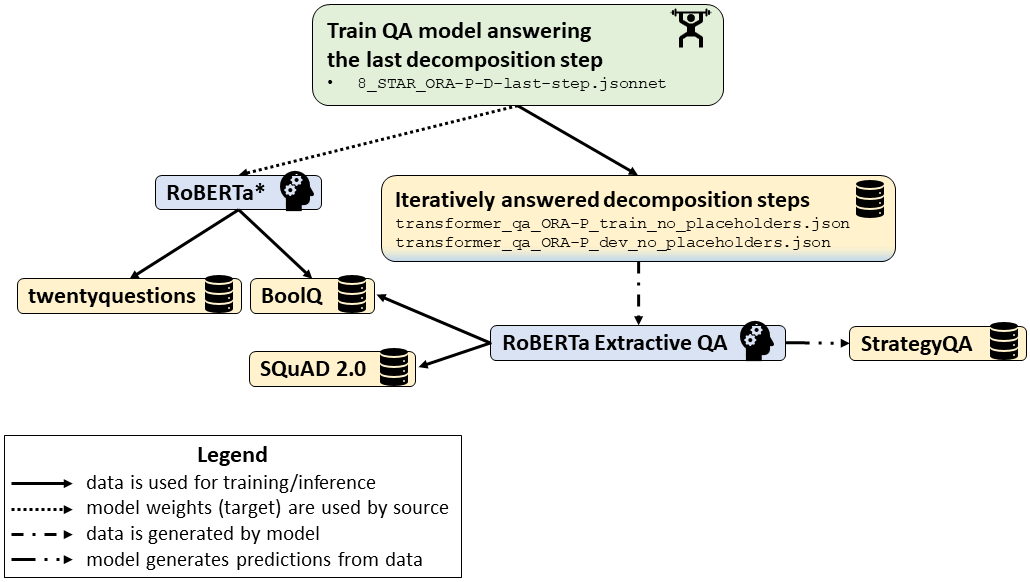 Train QA model answering
the last decomposition step
• 8_STAR_ORA-P-D-last-step.jsonnet
RoBERTa*
Iteratively answered decomposition steps
transformer_qa_ORA-P_train_no_placeholders.json
transformer_qa_ORA-P_dev_no_placeholders.json
twentyquestions
BoolQ
RoBERTa Extractive QA
StrategyQA
SQuAD 2.0
Legend
data is used for training/inference
model weights (target) are used by source
data is generated by model
model generates predictions from data